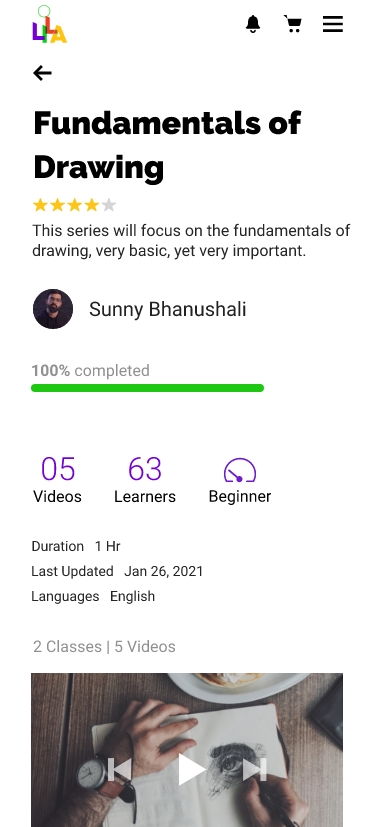 LILA
Fundamentals of
Drawing
This series will focus on the fundamentals of
drawing, very basic, yet very important.
Sunny Bhanushali
100% completed
05 63
Videos Learners Beginner
Duration 1 Hr
Last Updated Jan 26, 2021
Languages English
2 Classes | 5 Videos